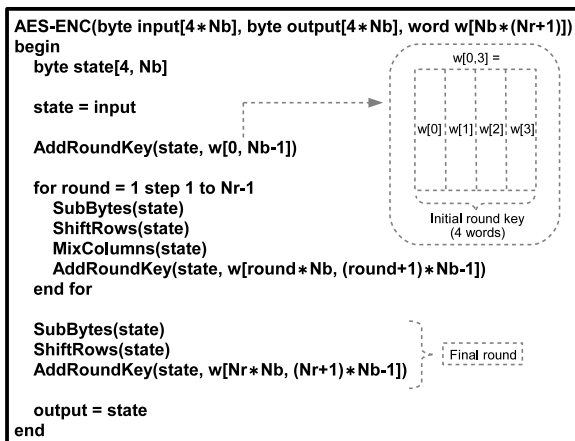 AES-ENC(byte input[4*Nb], byte output[4*Nb], word w[Nb*(Nr+1)])
begin
byte state[4, Nb]
state = input
AddRoundKey(state, w[0, Nb-1])
for round = 1 step 1 to Nr-1
SubBytes(state)
ShiftRows(state)
MixColumns(state)
AddRoundKey(state, w[round*Nb, (round+1)*Nb-1])
end for
SubBytes(state)
ShiftRows(state)
AddRoundKey(state, w[Nr*Nb, (Nr+1)*Nb-1])
output = state
end
w[0,3] =
w[0] w[1] w[2] w[3]
Initial round key
(4 words)
Final round